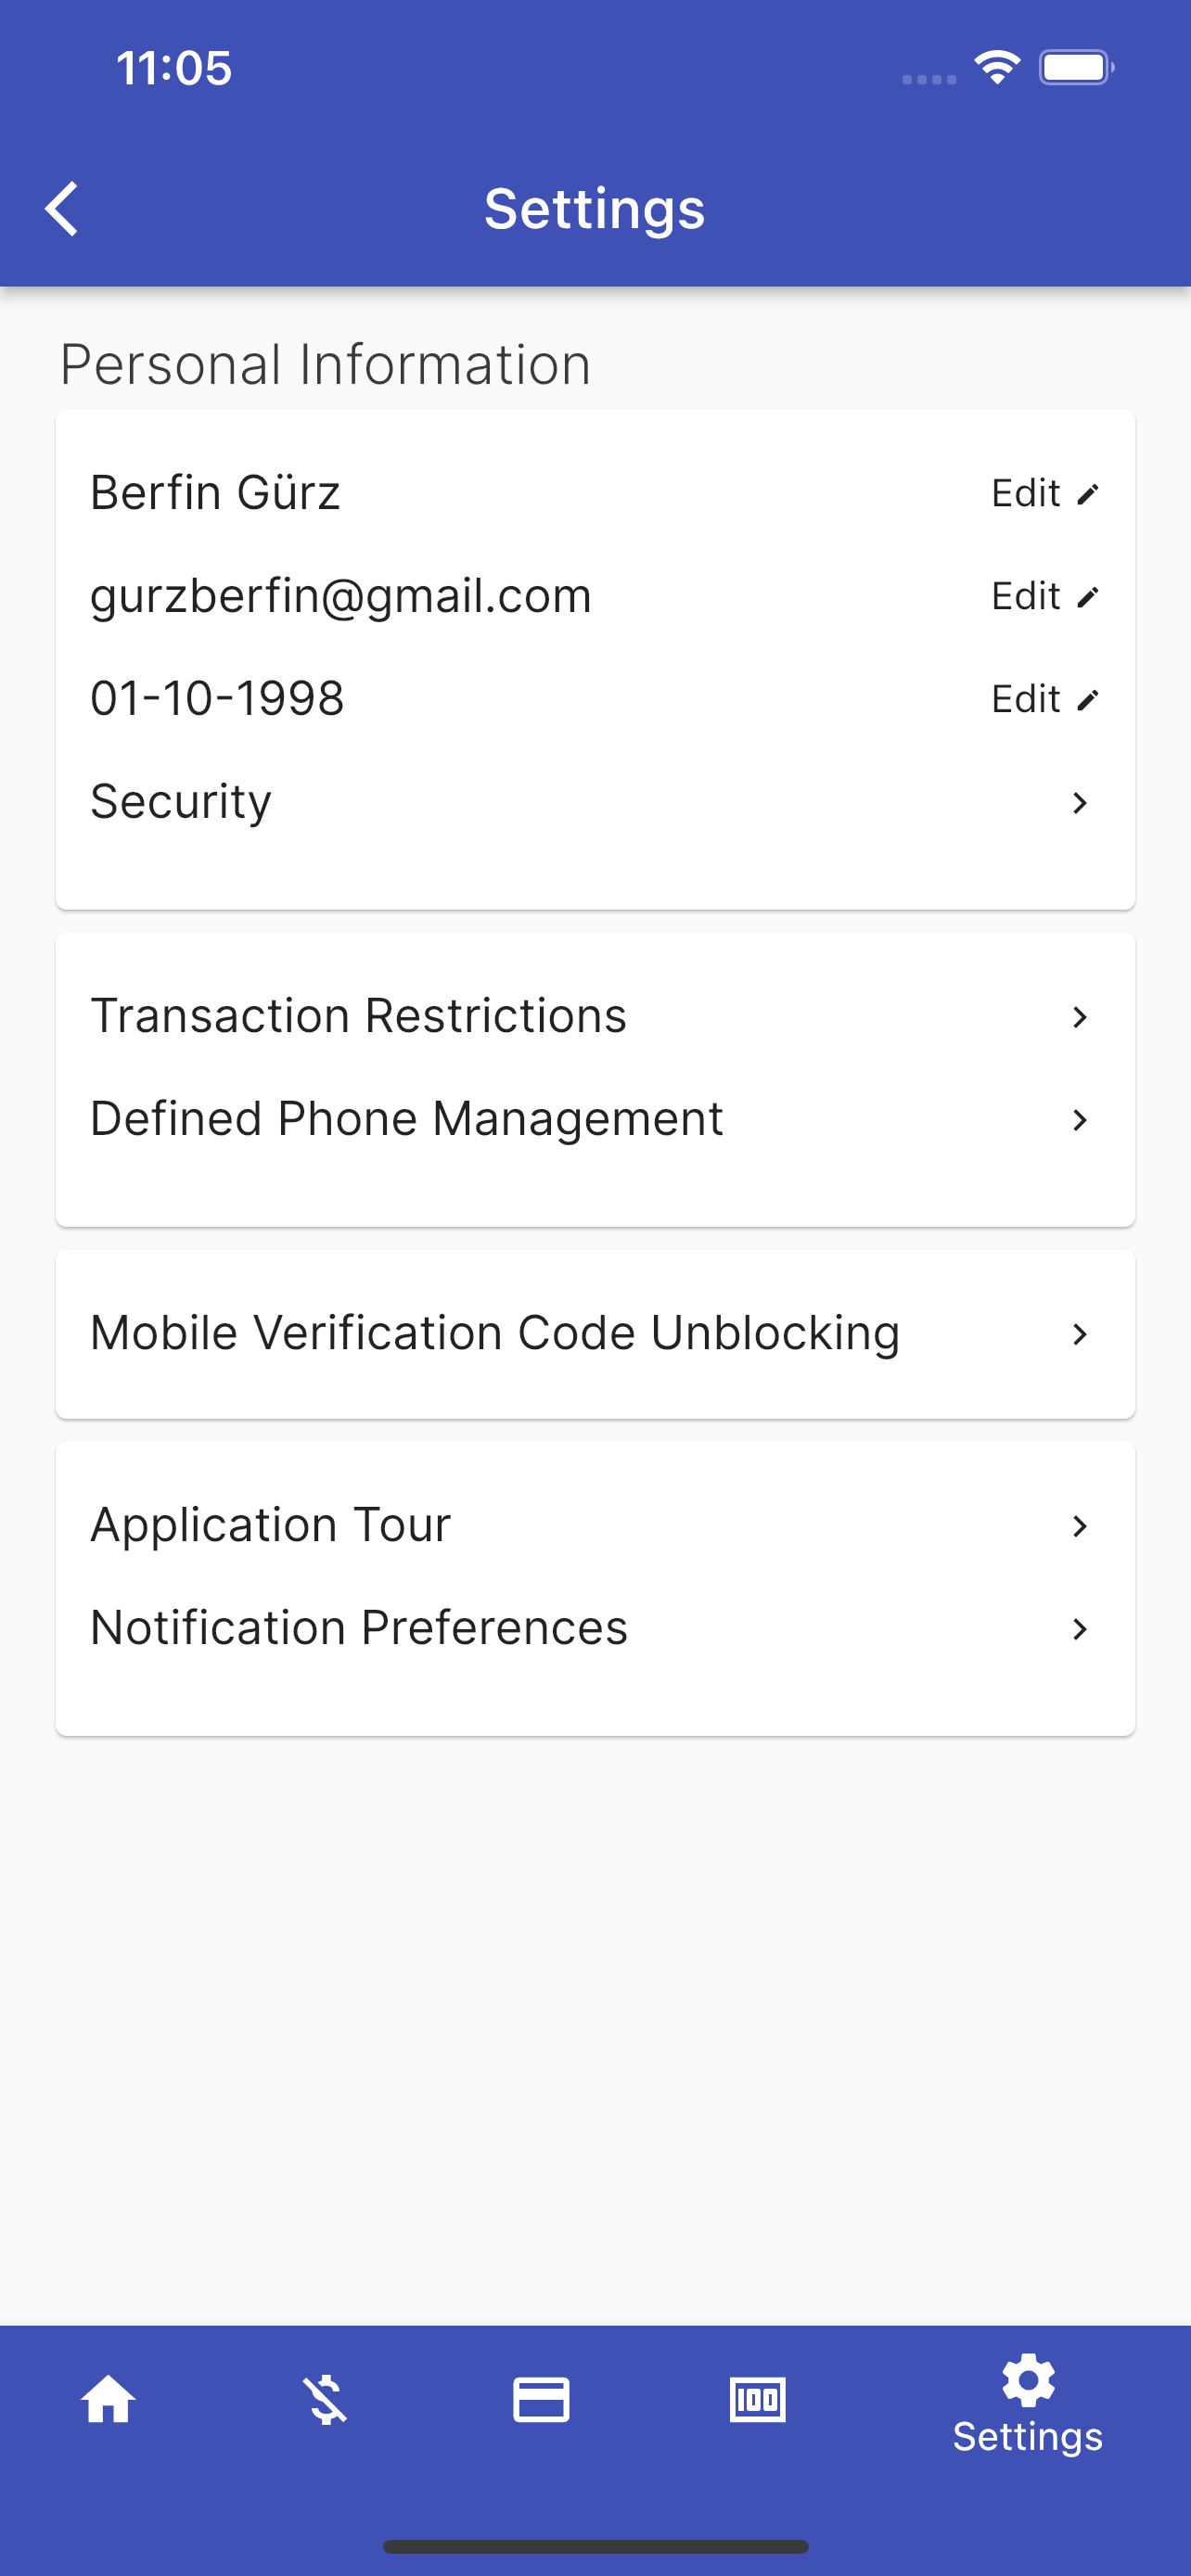 11:05
Settings
Personal Information
Berfin Gürz
Edit
gurzberfin@gmail.com
Edit
01-10-1998
Edit
Security
Transaction Restrictions
Defined Phone Management
Mobile Verification Code Unblocking
Application Tour
Notification Preferences
100
Settings